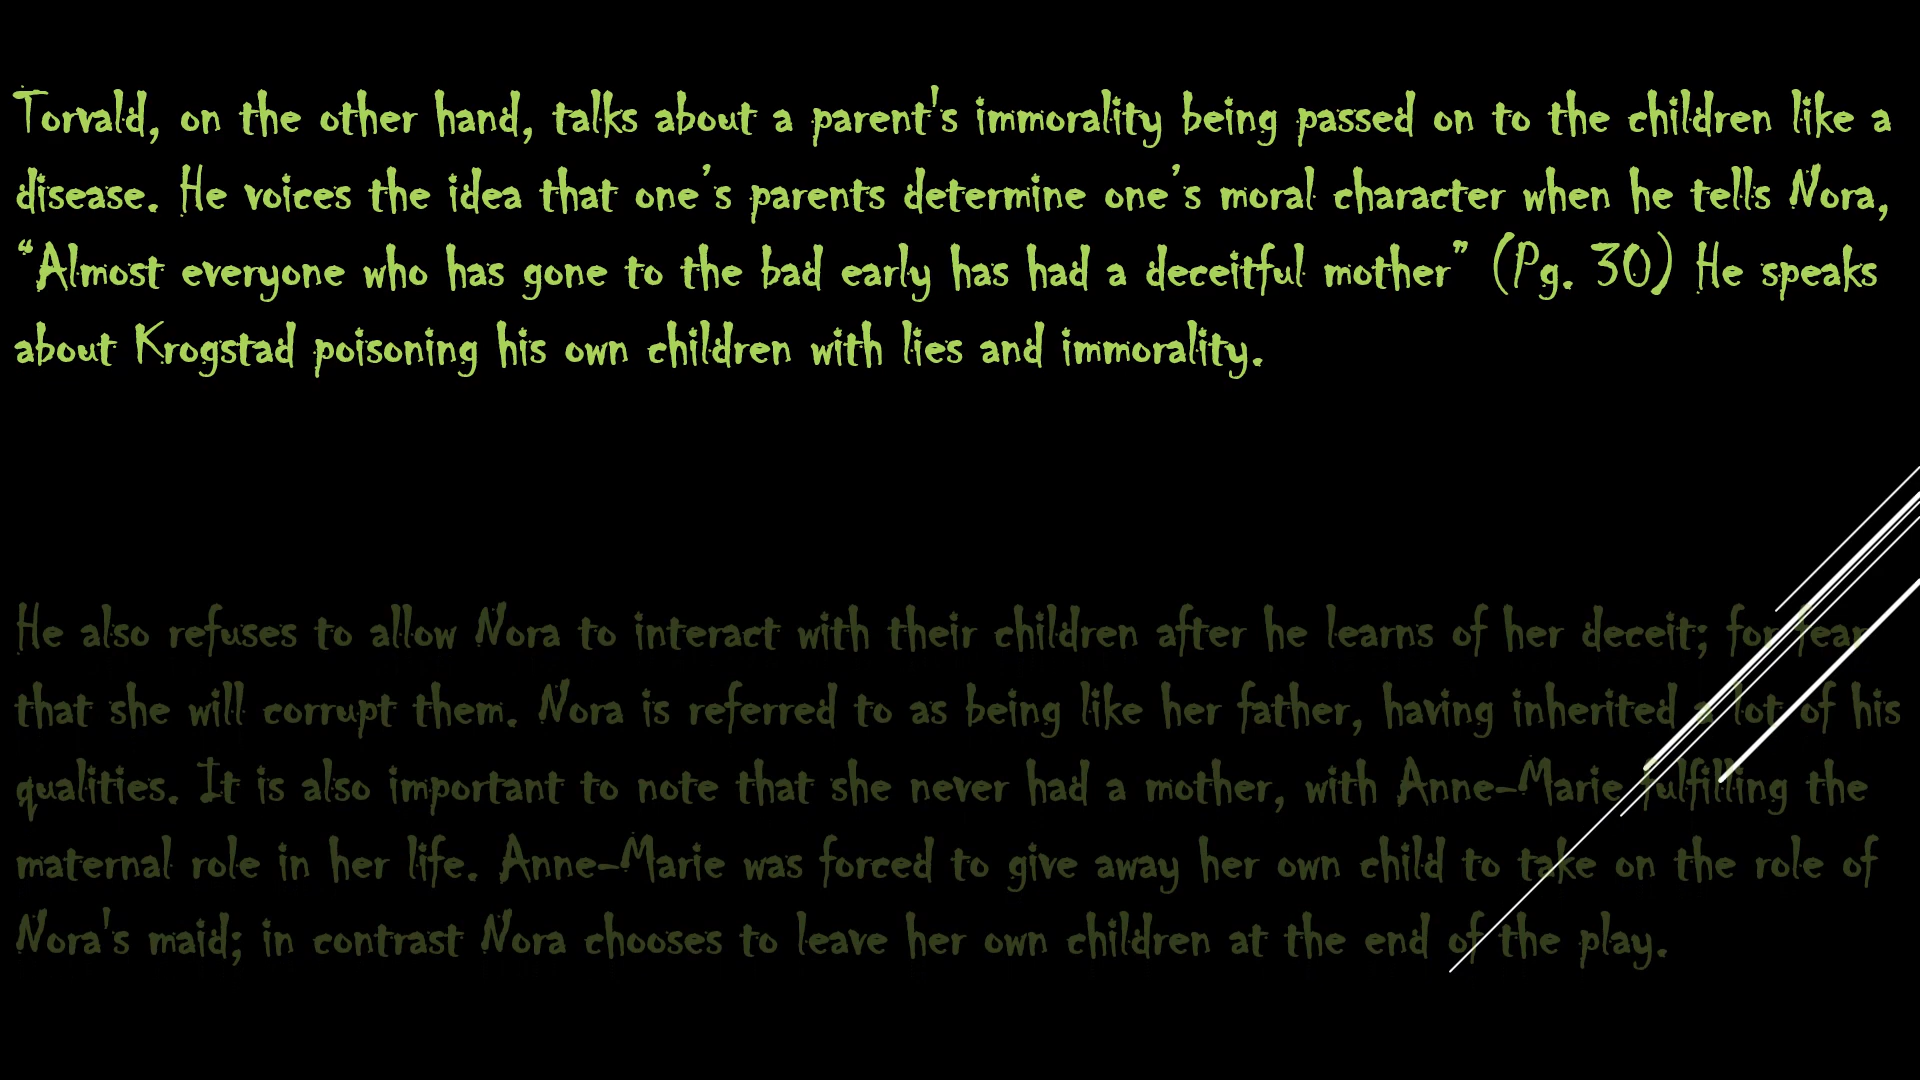 Torvald, on the other hand, talks about a parent's immorality being passed on to the children like a
disease. He voices the idea that one’s parents determine one’s moral character when he tells Nora,
“Almost everyone who has gone to the bad early has had a deceitful mother” (Pg. 30) He speaks
about Krogstad poisoning his own children with lies and immorality.
He also refuses to allow Nora to interact with their children after he learns of her deceit; for fear
that she will corrupt them. Nora is referred to as being like her father, having inherited a lot of his
qualities. It is also important to note that she never had a mother, with Anne-Marie fulfilling the
maternal role in her life. Anne-Marie was forced to give away her own child to take on the role of
Nora's maid; in contrast Nora chooses to leave her own children at the end of the play.